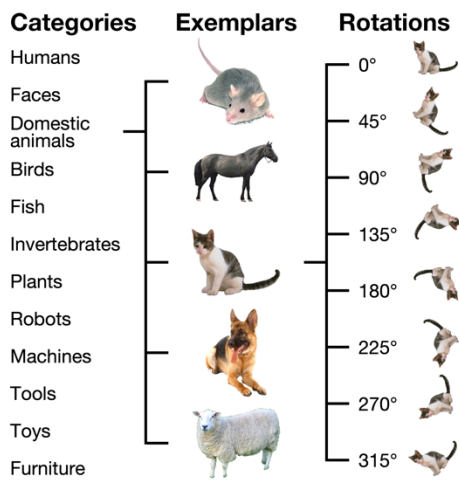 Categories
Humans
Faces
Domestic
animals
Birds
Fish
Invertebrates
Plants
Robots
Machines
Tools
Toys
Furniture
Exemplars
Rotations
0°
45°
90°
135°
180°
225°
270°
315°